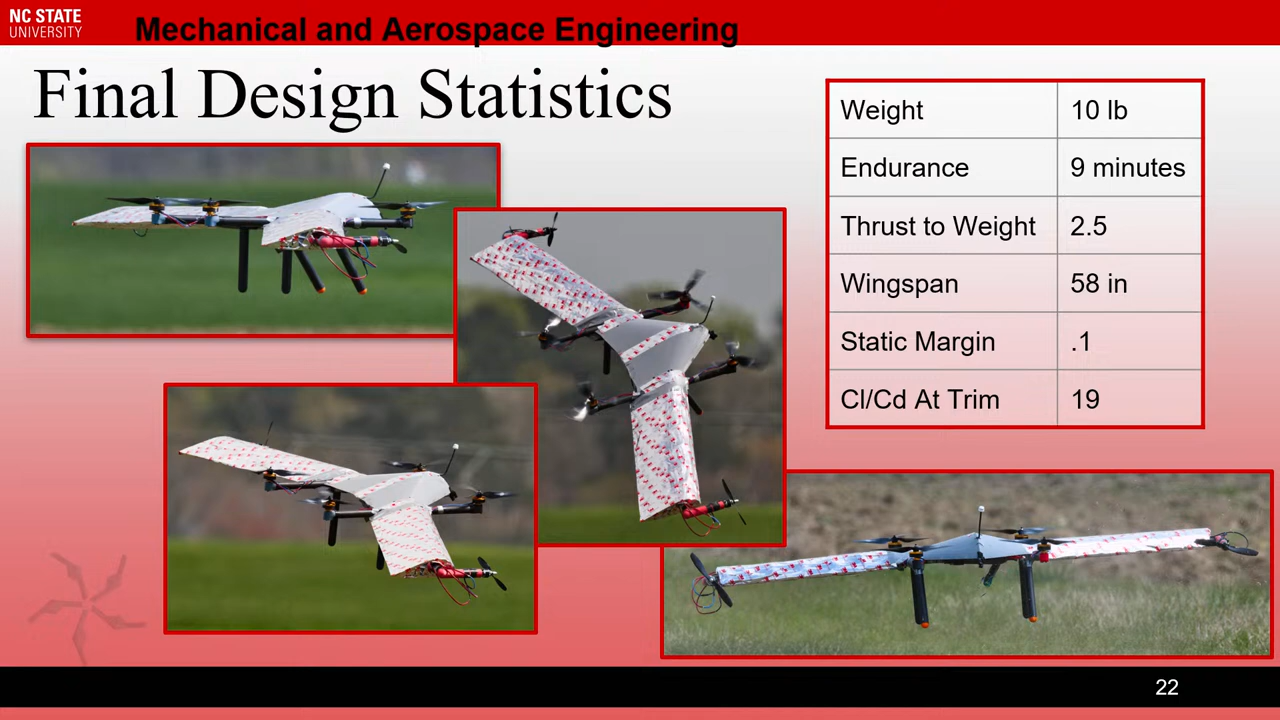 NC STATE
UNIVERSITY
Mechanical and Aerospace Engineering
Final Design Statistics
Weight 10 lb
Endurance 9 minutes
Thrust to Weight 2.5
Wingspan 58 in
Static Margin .1
Cl/Cd At Trim 19
22